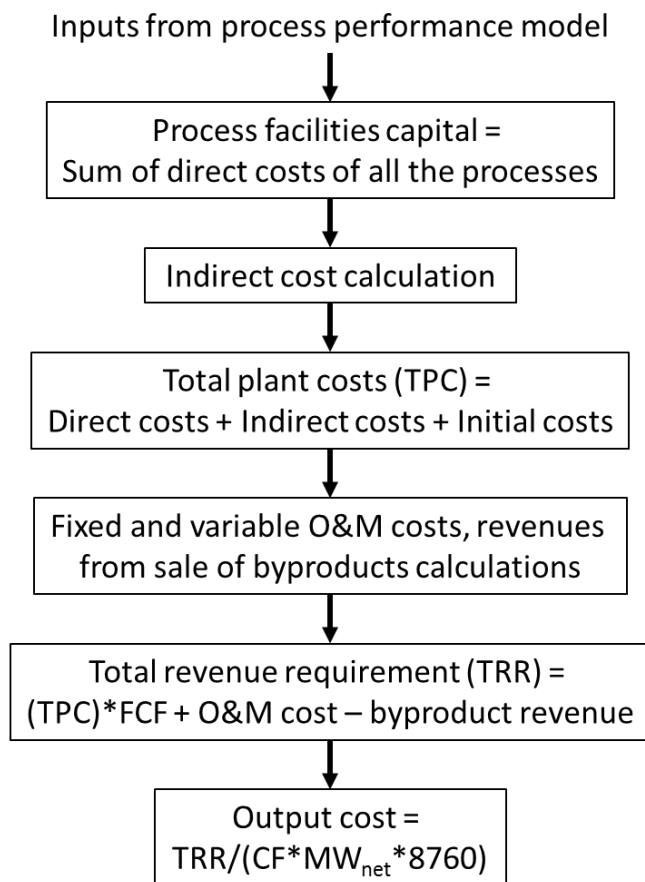 Inputs from process performance model
Process facilities capital =
Sum of direct costs of all the processes
Indirect cost calculation
Total plant costs (TPC) =
Direct costs + Indirect costs + Initial costs
Fixed and variable O&M costs, revenues
from sale of byproducts calculations
Total revenue requirement (TRR) =
(TPC)*FCF + O&M cost – byproduct revenue
Output cost =
TRR/(CF*MWnet*8760)